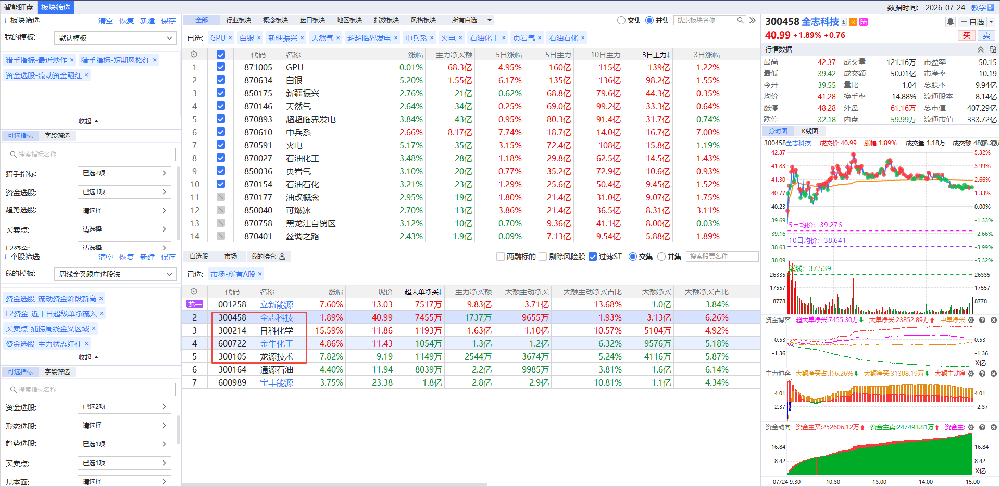 智能盯盘 板块筛选 数据时间: 2026-07-24 教学
板块筛选 清空 恢复 新建 保存
我的模板: 默认模板
猎手指标-最近炒作 × 猎手指标-短期风格红 ×
资金选股-流动资金翻红 ×
收起
可选指标 字段筛选
搜索指标名称
猎手指标: 已选2项
资金选股: 已选1项
趋势选股: 请选择
买卖点: 请选择
L2资金: 请选择
个股筛选 清空 恢复 新建 保存
我的模板: 周线金叉跟庄选股法
资金选股-流动资金阶段新高 ×
L2资金-近十日超级单净流入 ×
买卖点-捕捞周线金叉区域 ×
资金选股-主力状态红柱 ×
收起
可选指标 字段筛选
搜索指标名称
资金选股: 已选2项
形态选股: 请选择
趋势选股: 已选1项
买卖点: 已选1项
基本面: 请选择
全部 行业板块 概念板块 盘口板块 地区板块 指数板块 风格板块 所有自选 交集 并集 搜索板块名称
已选: GPU × 白银 × 新疆振兴 × 天然气 × 超超临界发电 × 中兵系 × 火电 × 石油化工 × 页岩气 × 石油石化 ×
代码 名称 涨幅 主力净买额 5日涨幅 5日主力 10日主力 3日主力↓ 3日涨幅
1 871005 GPU -0.01% 68.3亿 4.95% 160亿 115亿 139亿 1.22%
2 870634 白银 -5.20% 1.55亿 6.17% 135亿 136亿 98.2亿 1.55%
3 850175 新疆振兴 -2.76% -21亿 -0.62% 68.8亿 79.6亿 44.3亿 0.35%
4 870146 天然气 -2.64% -34亿 0.25% 69.0亿 99.2亿 33.3亿 0.64%
5 870893 超超临界发电 -3.84% -43亿 0.95% 80.3亿 91.4亿 31.7亿 -0.74%
6 870610 中兵系 2.66% 8.17亿 7.74% 18.7亿 14.0亿 16.7亿 7.00%
7 870591 火电 -5.17% -35亿 3.15% 72.4亿 108亿 15.8亿 -1.19%
8 870027 石油化工 -3.48% -28亿 1.18% 29.8亿 62.5亿 14.5亿 1.43%
9 850036 页岩气 -3.10% -20亿 0.77% 35.2亿 72.9亿 10.6亿 0.93%
10 870154 石油石化 -3.21% -23亿 1.29% 25.6亿 50.4亿 9.45亿 1.52%
11 870177 油改概念 -2.95% -19亿 1.80% 21.4亿 31.0亿 9.07亿 1.75%
12 850040 可燃冰 -2.70% -13亿 3.86% 21.4亿 36.5亿 8.31亿 3.11%
13 870758 黑龙江自贸区 -3.12% -10亿 -0.70% 9.36亿 41.1亿 8.00亿 -0.03%
14 870401 丝绸之路 -2.43% -1.9亿 -0.09% 7.13亿 9.54亿 5.88亿 1.89%
自选股 市场 我的持仓 两融标的 剔除风险股 过滤ST 交集 并集 搜索股票名称
已选: 市场-所有A股 ×
代码 名称 涨幅 现价 超大单净买↓ 主力净买额 大额主动净买 大额主动净买占比 大额净买 大额净买占比
龙一 001258 立新能源 7.60% 13.03 7517万 9.83亿 3.71亿 13.68% -1.0亿 -3.84%
2 300458 全志科技 1.89% 40.99 7455万 -1737万 9655万 1.93% 3.13亿 6.26%
3 300214 日科化学 15.59% 11.86 1193万 1.63亿 1.10亿 10.57% 5104万 4.92%
4 600722 金牛化工 4.86% 11.43 -1054万 -1.3亿 -1.2亿 -6.32% -9576万 -5.18%
5 300105 龙源技术 -7.82% 9.19 -1149万 -2544万 -3674万 -5.24% -4116万 -5.87%
6 300164 通源石油 -4.40% 11.94 -8039万 -2.2亿 -9985万 -3.81% -1.6亿 -6.14%
7 600989 宝丰能源 -3.75% 23.38 -1.8亿 -2.8亿 -2.9亿 -10.81% -1.1亿 -4.34%
300458 全志科技 R 陆 自选
40.99 +1.89% +0.76 买 卖
行情数据
最高 42.37 成交量 121.16万 市盈率 50.15
最低 39.42 成交额 50.01亿 市净率 10.19
今开 39.55 量比 1.04 总股本 9.94亿
均价 41.28 换手率 14.88% 流通股本 8.14亿
涨停 48.28 外盘 61.16万 总市值 407.29亿
跌停 32.18 内盘 59.99万 流通市值 333.72亿
分时图 K线图
300458全志科技 成交价 40.99 涨幅 1.89% 成交量 1.18万 成交额
42.37 5.32%
41.83 3.99%
41.30 2.66%
40.77 1.33%
40.23 0.00%
39.69 -1.33%
5日均价: 39.276
39.16 -2.66%
10日均价: 38.641
38.63 -3.99%
38.09 -5.32%
熊线: 37.539
26335 26335
17557 17557
8778 8778
资金博弈 超大单净买:7455.30万 大单净买:23852.89万 中单净买
0.53 0.53
-1.36 -1.36
X亿
主力博弈 大额净买占比:6.26% 大额净买:31308.19万 大额主动净
4.01 4.01
-2.37 -2.37
资金动向 资金主买:252606.12万 资金主卖:247493.81万 资金主
16.84 16.84
8.42 8.42
X亿
07/24 9:30 10:30 13:00 14:00 15:00